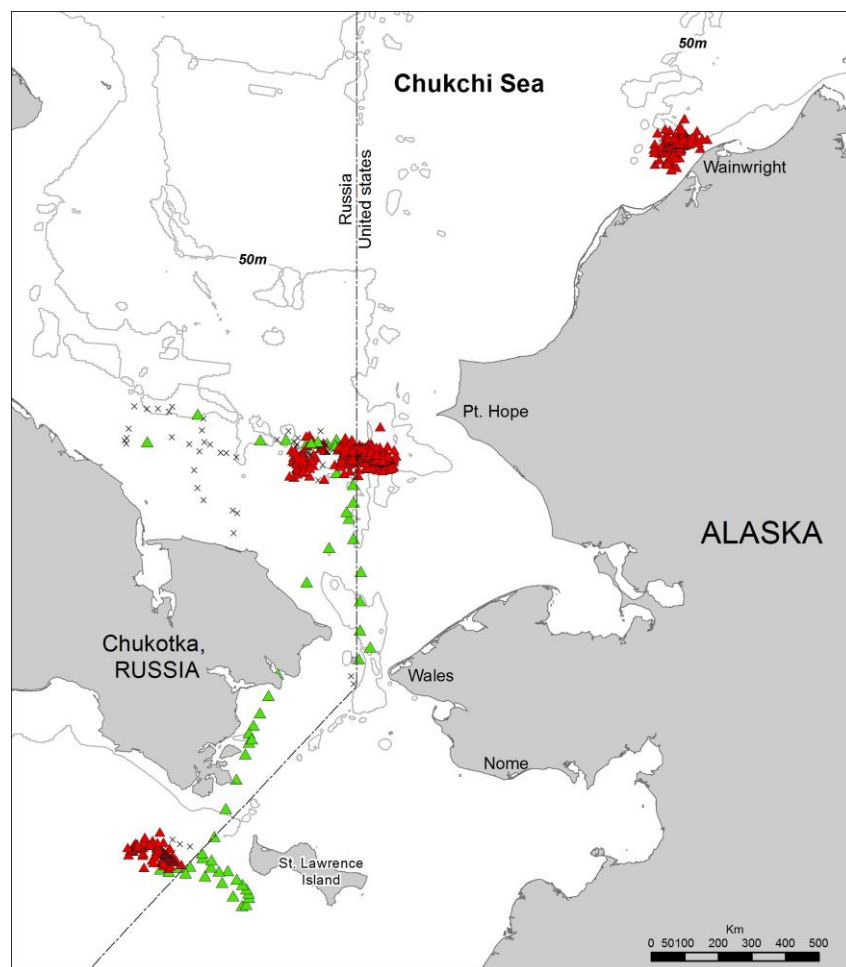 50m
Chukchi Sea
Wainwright
Russia
United states
50m
Pt. Hope
ALASKA
Chukotka,
RUSSIA
Wales
Nome
St. Lawrence
Island
Km
0 50100 200 300 400 500